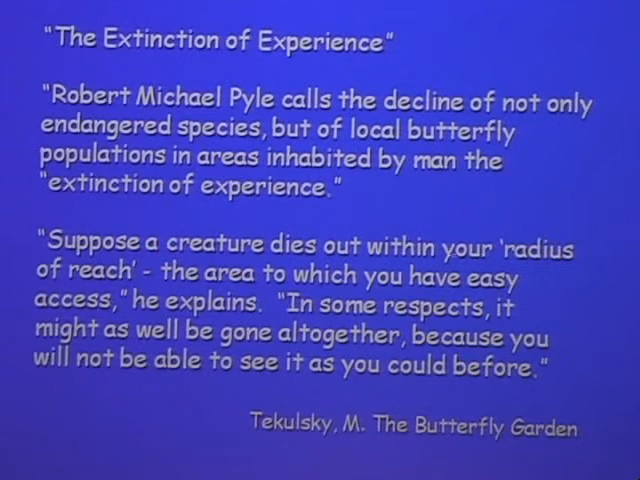 "The Extinction of Experience"
"Robert Michael Pyle calls the decline of not only
endangered species, but of local butterfly
populations in areas inhabited by man the
"extinction of experience."
"Suppose a creature dies out within your 'radius
of reach' - the area to which you have easy
access," he explains. "In some respects, it
might as well be gone altogether, because you
will not be able to see it as you could before."
Tekulsky, M. The Butterfly Garden